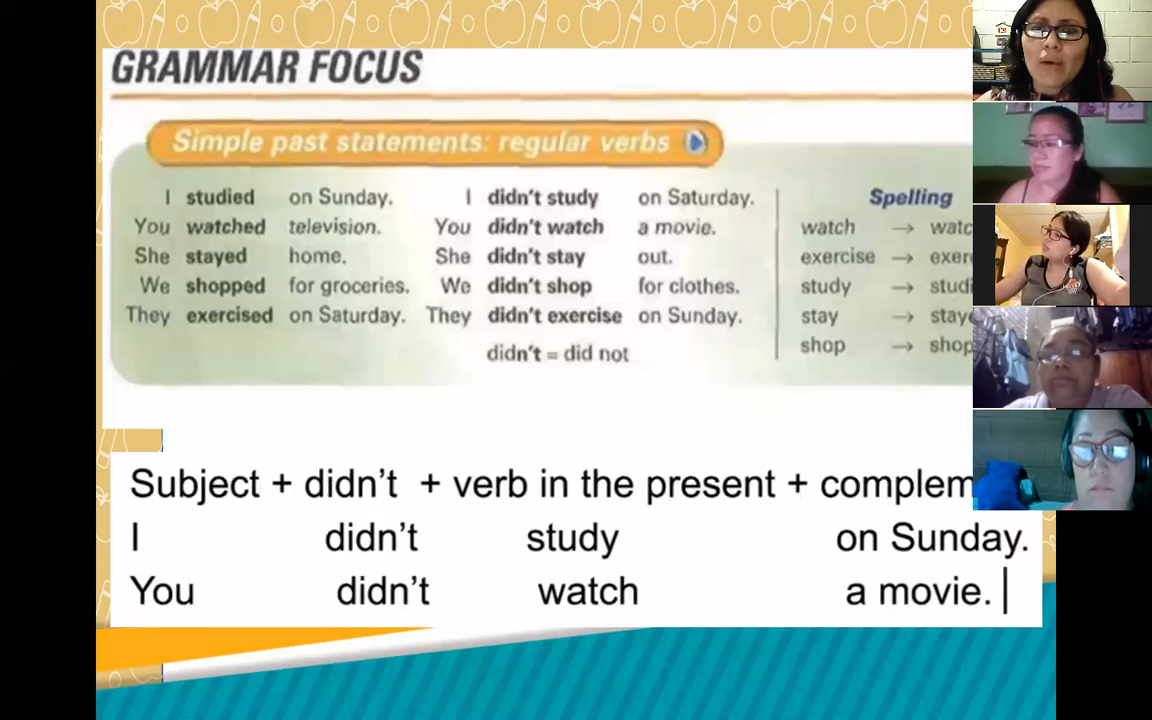 GRAMMAR FOCUS
Simple past statements: regular verbs
I studied on Sunday. I didn't study on Saturday. Spelling
You watched television. You didn't watch a movie. watch →
She stayed home. She didn't stay out. exercise →
We shopped for groceries. We didn't shop for clothes. study →
They exercised on Saturday. They didn't exercise on Sunday. stay →
didn't = did not shop →
Subject + didn't + verb in the present +
I didn't study on Sunday.
You didn't watch a movie.